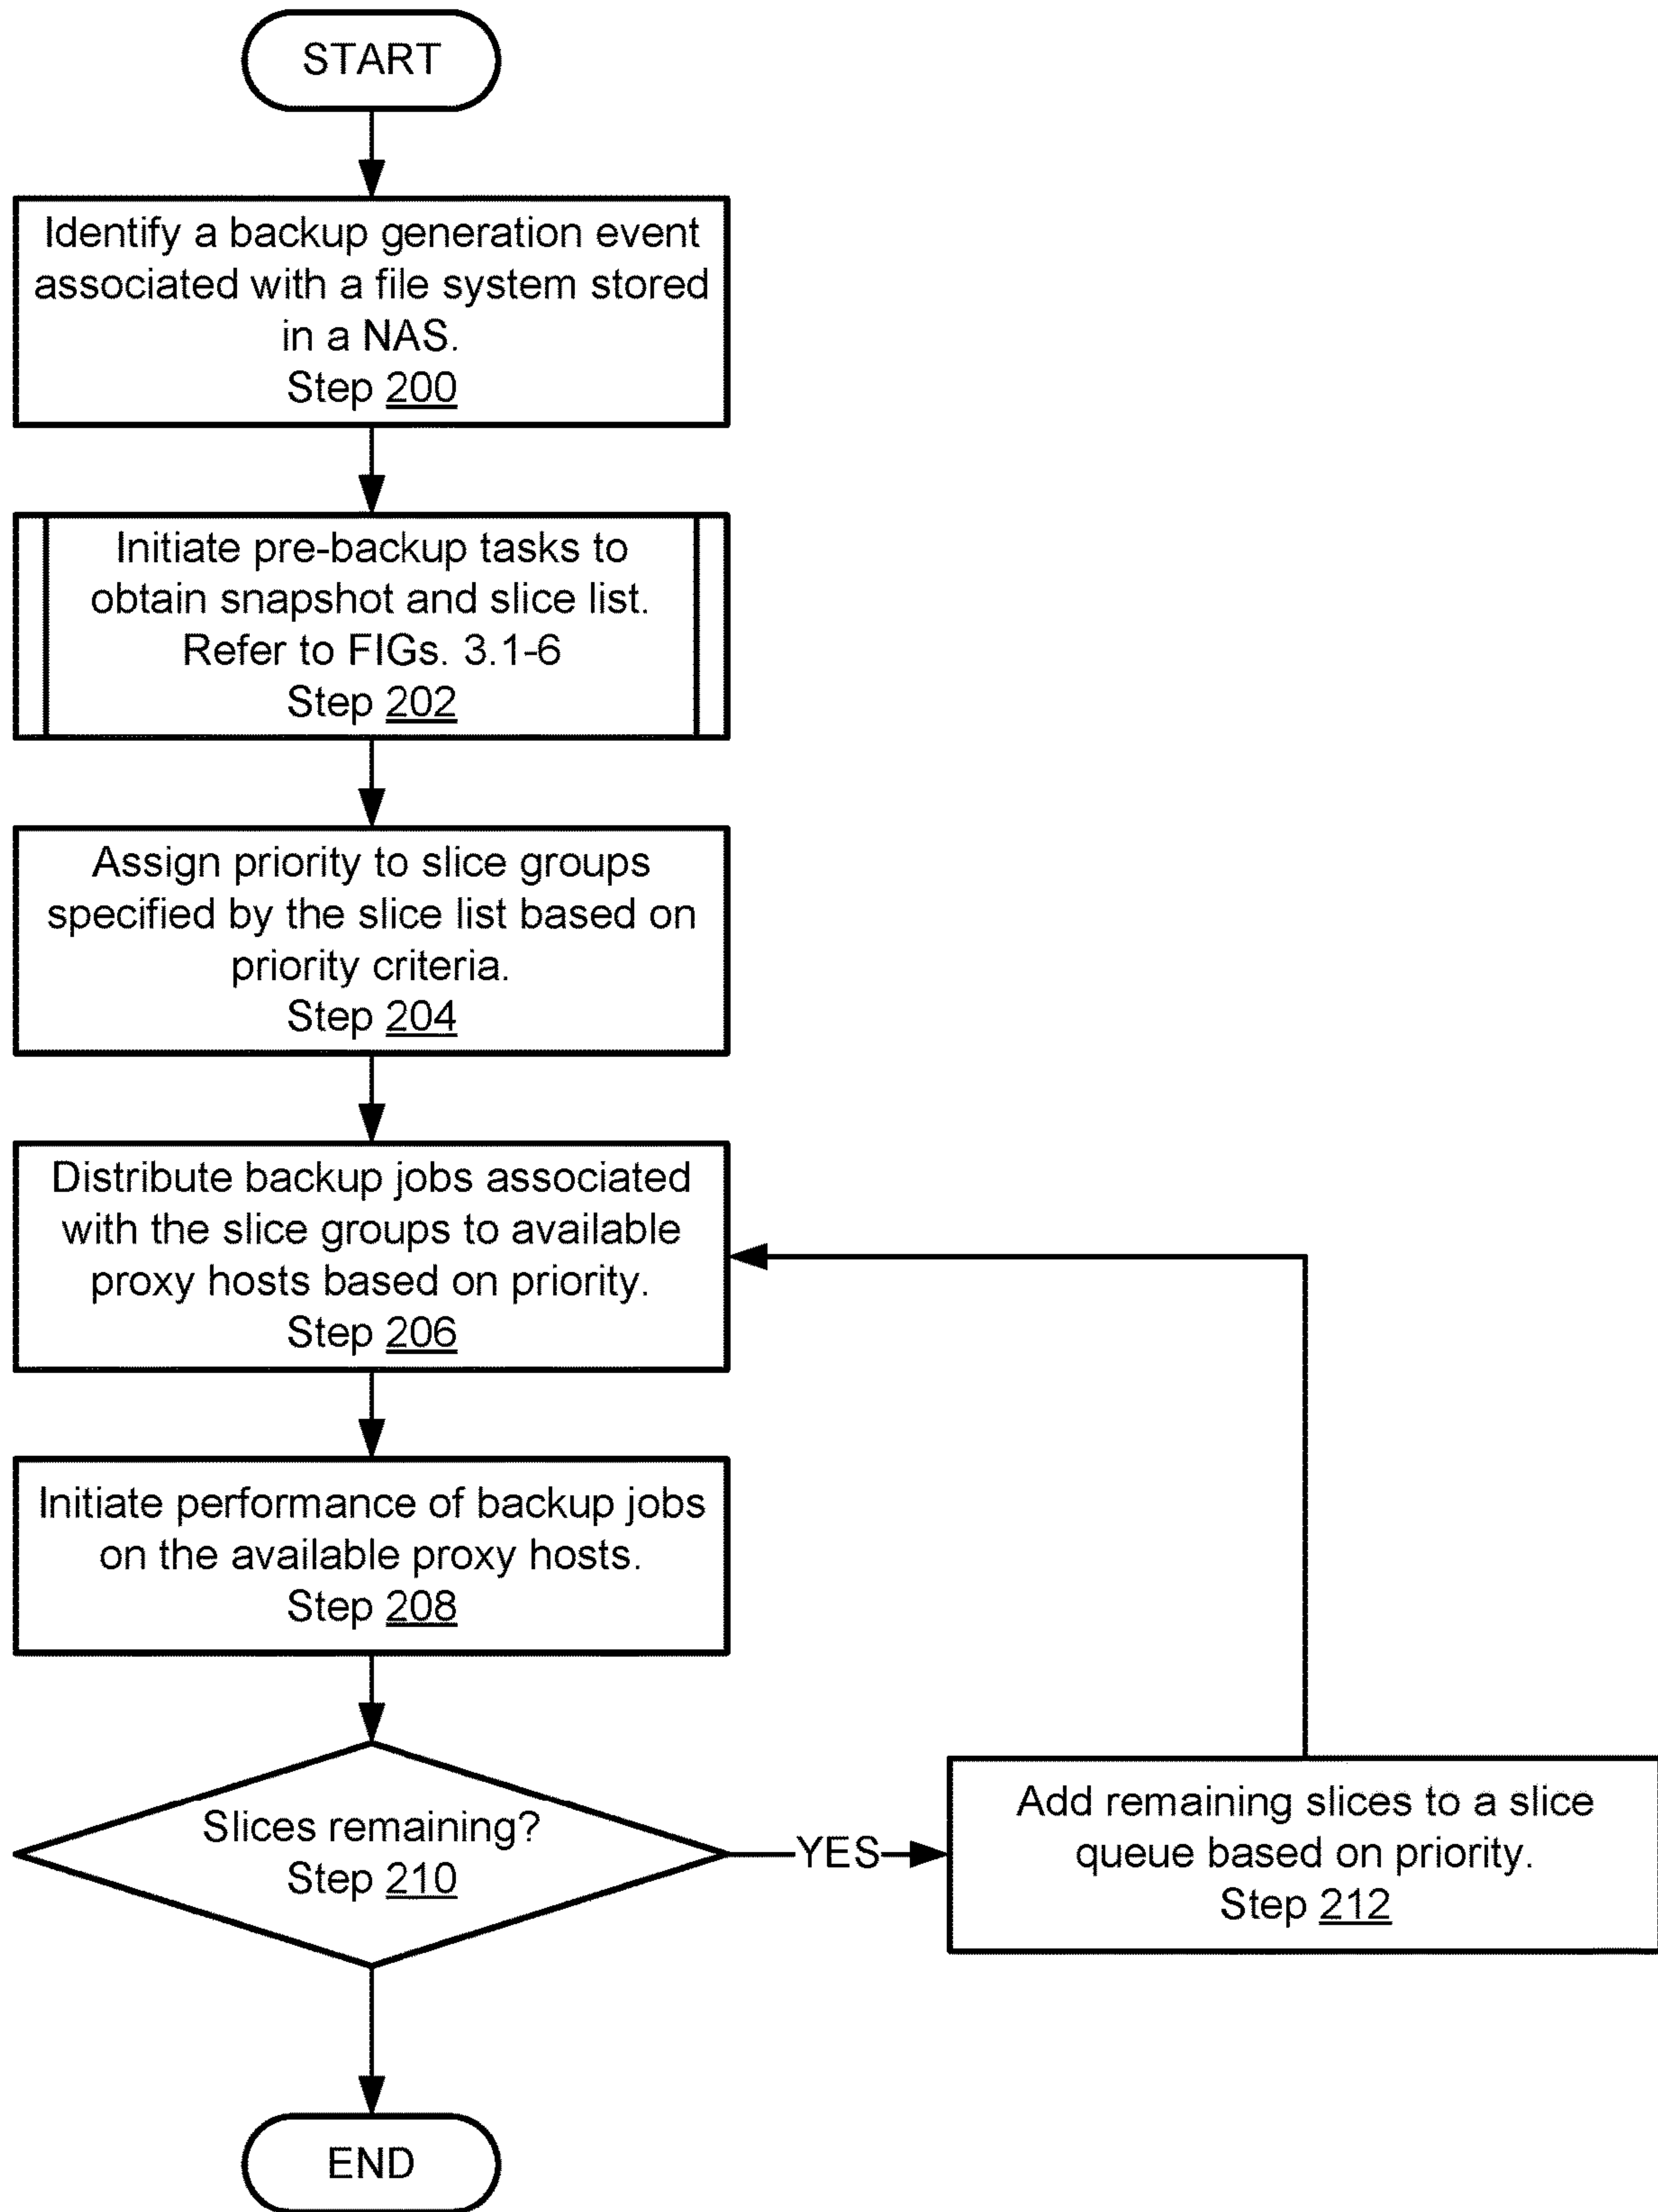 START
Identify a backup generation event
associated with a file system stored
in a NAS.
Step 200
Initiate pre-backup tasks to
obtain snapshot and slice list.
Refer to FIGs. 3.1-6
Step 202
Assign priority to slice groups
specified by the slice list based on
priority criteria.
Step 204
Distribute backup jobs associated
with the slice groups to available
proxy hosts based on priority.
Step 206
Initiate performance of backup jobs
on the available proxy hosts.
Step 208
Slices remaining?
Step 210
YES
Add remaining slices to a slice
queue based on priority.
Step 212
END